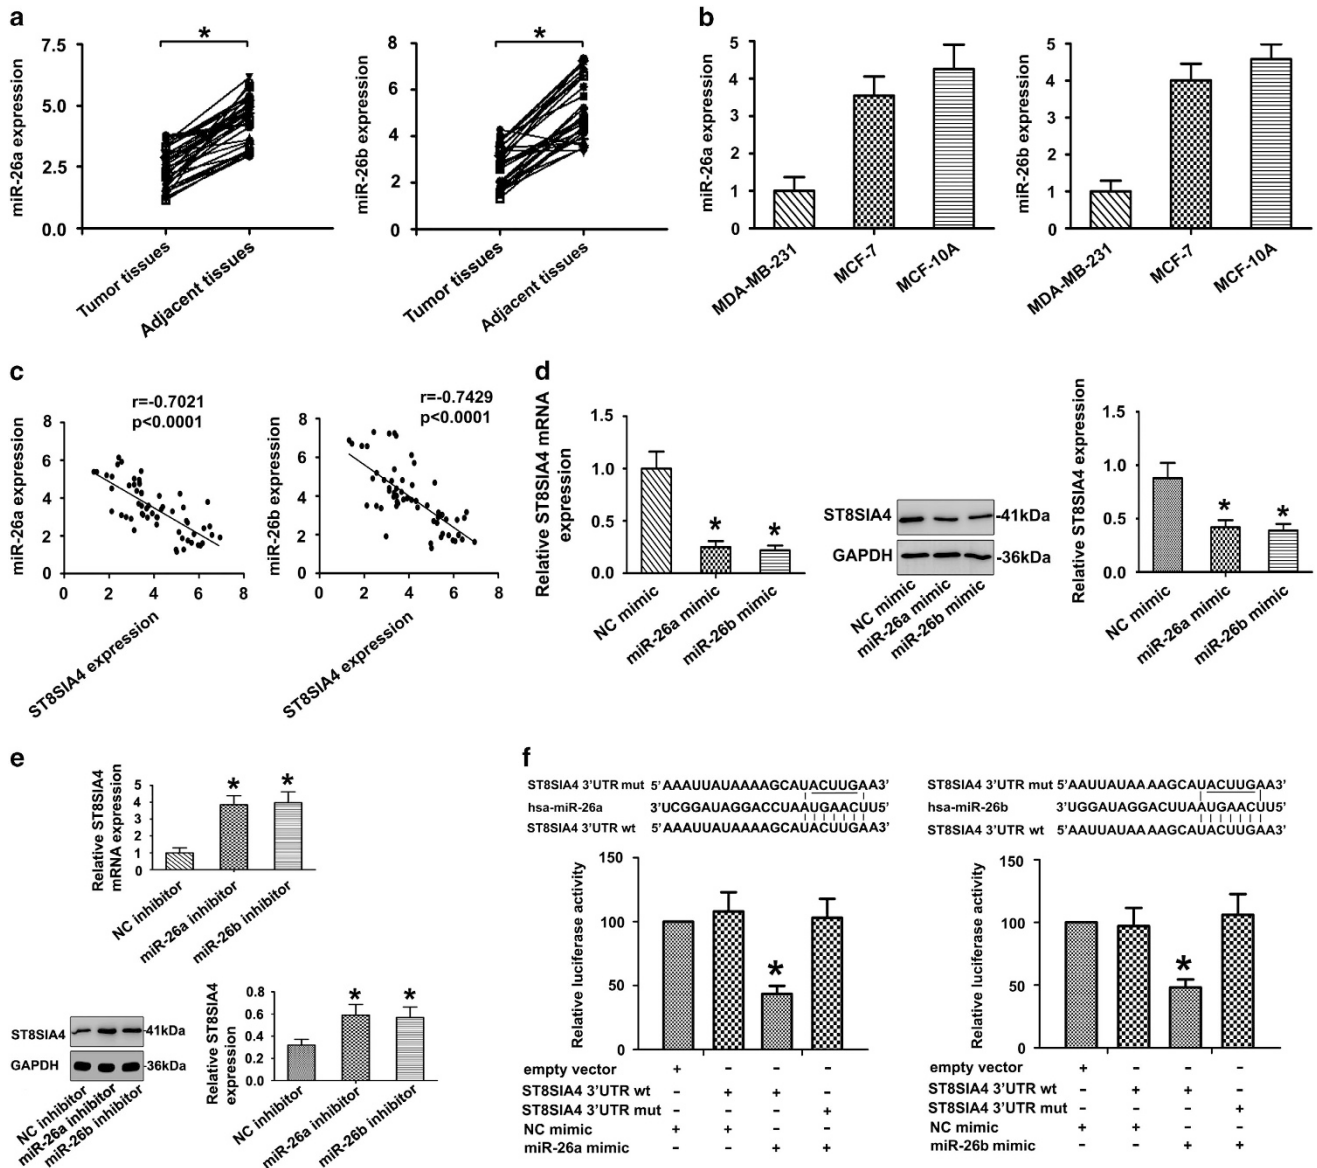 a
7.5
5.0
2.5
0.0
miR-26a expression
*
Tumor tissues
Adjacent tissues
8
6
4
2
0
miR-26b expression
*
Tumor tissues
Adjacent tissues
b
5
4
3
2
1
0
miR-26a expression
MDA-MB-231
MCF-7
MCF-10A
5
4
3
2
1
0
miR-26b expression
MDA-MB-231
MCF-7
MCF-10A
c
r=-0.7021
p<0.0001
8
6
4
2
0
miR-26a expression
0 2 4 6 8
ST8SIA4 expression
r=-0.7429
p<0.0001
8
6
4
2
0
miR-26b expression
0 2 4 6 8
ST8SIA4 expression
d
1.5
1.0
0.5
0.0
Relative ST8SIA4 mRNA
expression
* *
NC mimic
miR-26a mimic
miR-26b mimic
ST8SIA4 -41kDa
GAPDH -36kDa
NC mimic
miR-26a mimic
miR-26b mimic
1.5
1.0
0.5
0.0
Relative ST8SIA4 expression
* *
NC mimic
miR-26a mimic
miR-26b mimic
e
5
4
3
2
1
0
Relative ST8SIA4
mRNA expression
* *
NC inhibitor
miR-26a inhibitor
miR-26b inhibitor
ST8SIA4 -41kDa
GAPDH -36kDa
NC inhibitor
miR-26a inhibitor
miR-26b inhibitor
0.8
0.6
0.4
0.2
0.0
Relative ST8SIA4
expression
* *
NC inhibitor
miR-26a inhibitor
miR-26b inhibitor
f
ST8SIA4 3'UTR mut 5'AAAUUAUAAAAGCAUACUUGAA3'
hsa-miR-26a 3'UCGGAUAGGACCUAAUGAACUU5'
ST8SIA4 3'UTR wt 5'AAAUUAUAAAAGCAUACUUGAA3'
150
100
50
0
Relative luciferase activity
*
empty vector + - - -
ST8SIA4 3'UTR wt - + + -
ST8SIA4 3'UTR mut - - - +
NC mimic + + - -
miR-26a mimic - - + +
ST8SIA4 3'UTR mut 5'AAUUAUAAAAGCAUACUUGAA3'
hsa-miR-26b 3'UGGAUAGGACUUAAUGAACUU5'
ST8SIA4 3'UTR wt 5'AAUUAUAAAAGCAUACUUGAA3'
150
100
50
0
Relative luciferase activity
*
empty vector + - - -
ST8SIA4 3'UTR wt - + + -
ST8SIA4 3'UTR mut - - - +
NC mimic + + - -
miR-26b mimic - - + +